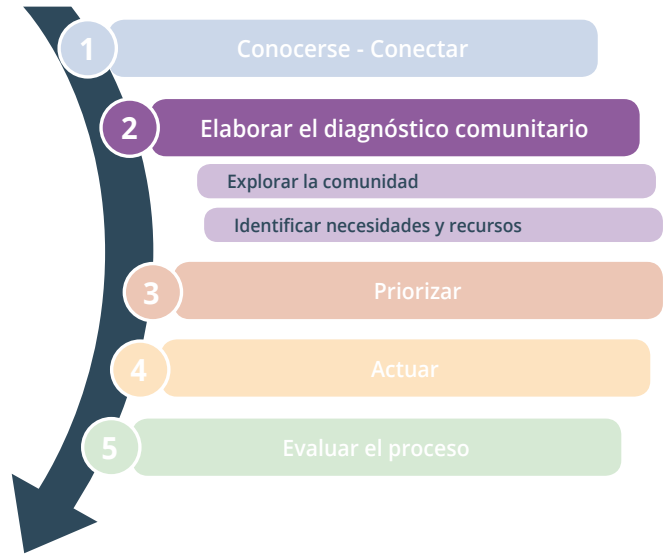 1
Conocerse - Conectar
2
Elaborar el diagnóstico comunitario
Explorar la comunidad
Identificar necesidades y recursos
3
Priorizar
4
Actuar
5
Evaluar el proceso